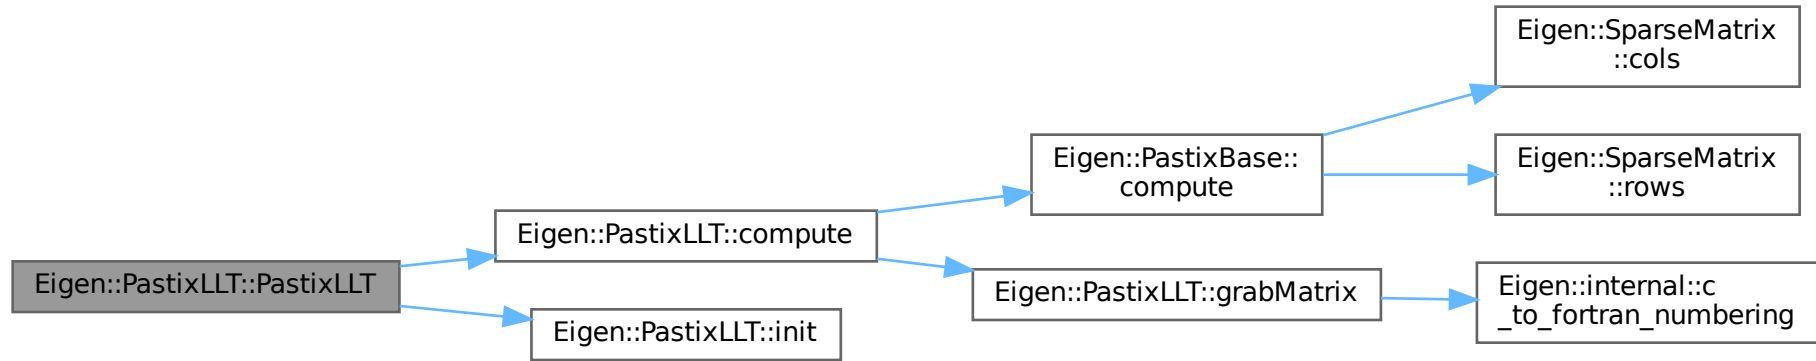 Eigen::PastixLLT::PastixLLT
Eigen::PastixLLT::compute
Eigen::PastixBase::
compute
Eigen::SparseMatrix
::cols
Eigen::SparseMatrix
::rows
Eigen::PastixLLT::grabMatrix
Eigen::internal::c
_to_fortran_numbering
Eigen::PastixLLT::init